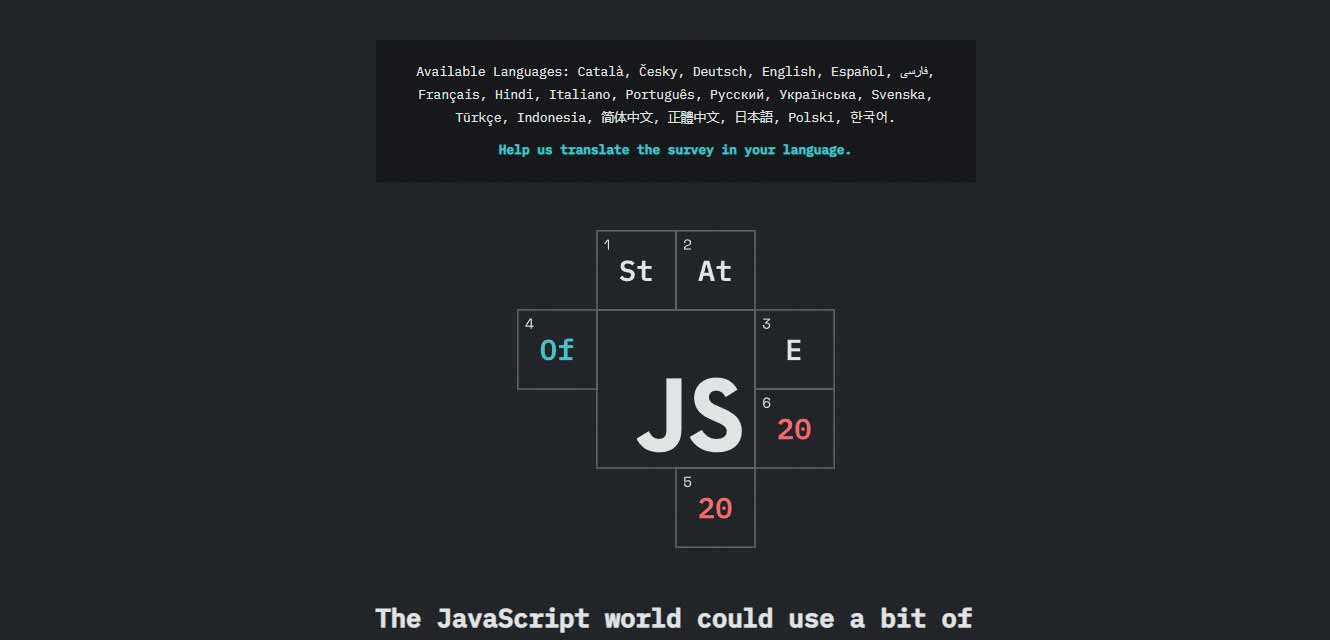 Available Languages: Català, Česky, Deutsch, English, Español, فارسی,
Français, Hindi, Italiano, Português, Русский, Українська, Svenska,
Türkçe, Indonesia, 简体中文, 正體中文, 日本語, Polski, 한국어.
Help us translate the survey in your language.
1 St
2 At
4 Of
3 E
JS
6 20
5 20
The JavaScript world could use a bit of